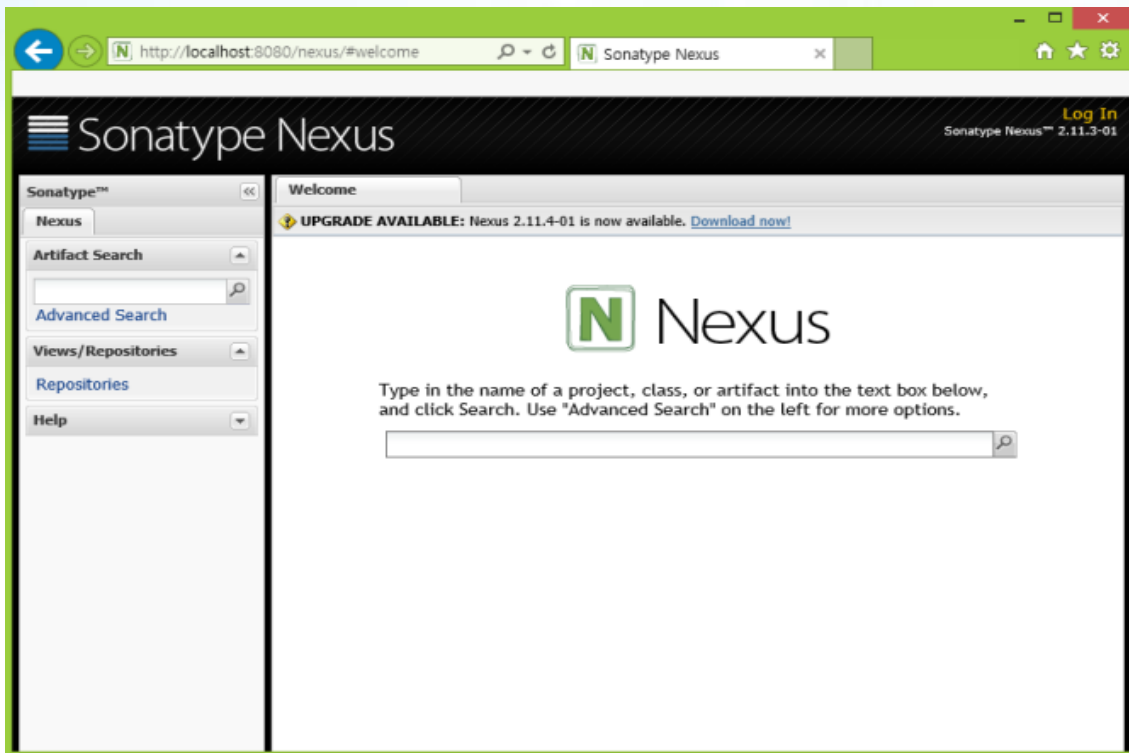 http://localhost:8080/nexus/#welcome
Sonatype Nexus
Sonatype Nexus
Log In
Sonatype Nexus™ 2.11.3-01
Sonatype™
Nexus
Artifact Search
Advanced Search
Views/Repositories
Repositories
Help
Welcome
UPGRADE AVAILABLE: Nexus 2.11.4-01 is now available. Download now!
N Nexus
Type in the name of a project, class, or artifact into the text box below,
and click Search. Use "Advanced Search" on the left for more options.